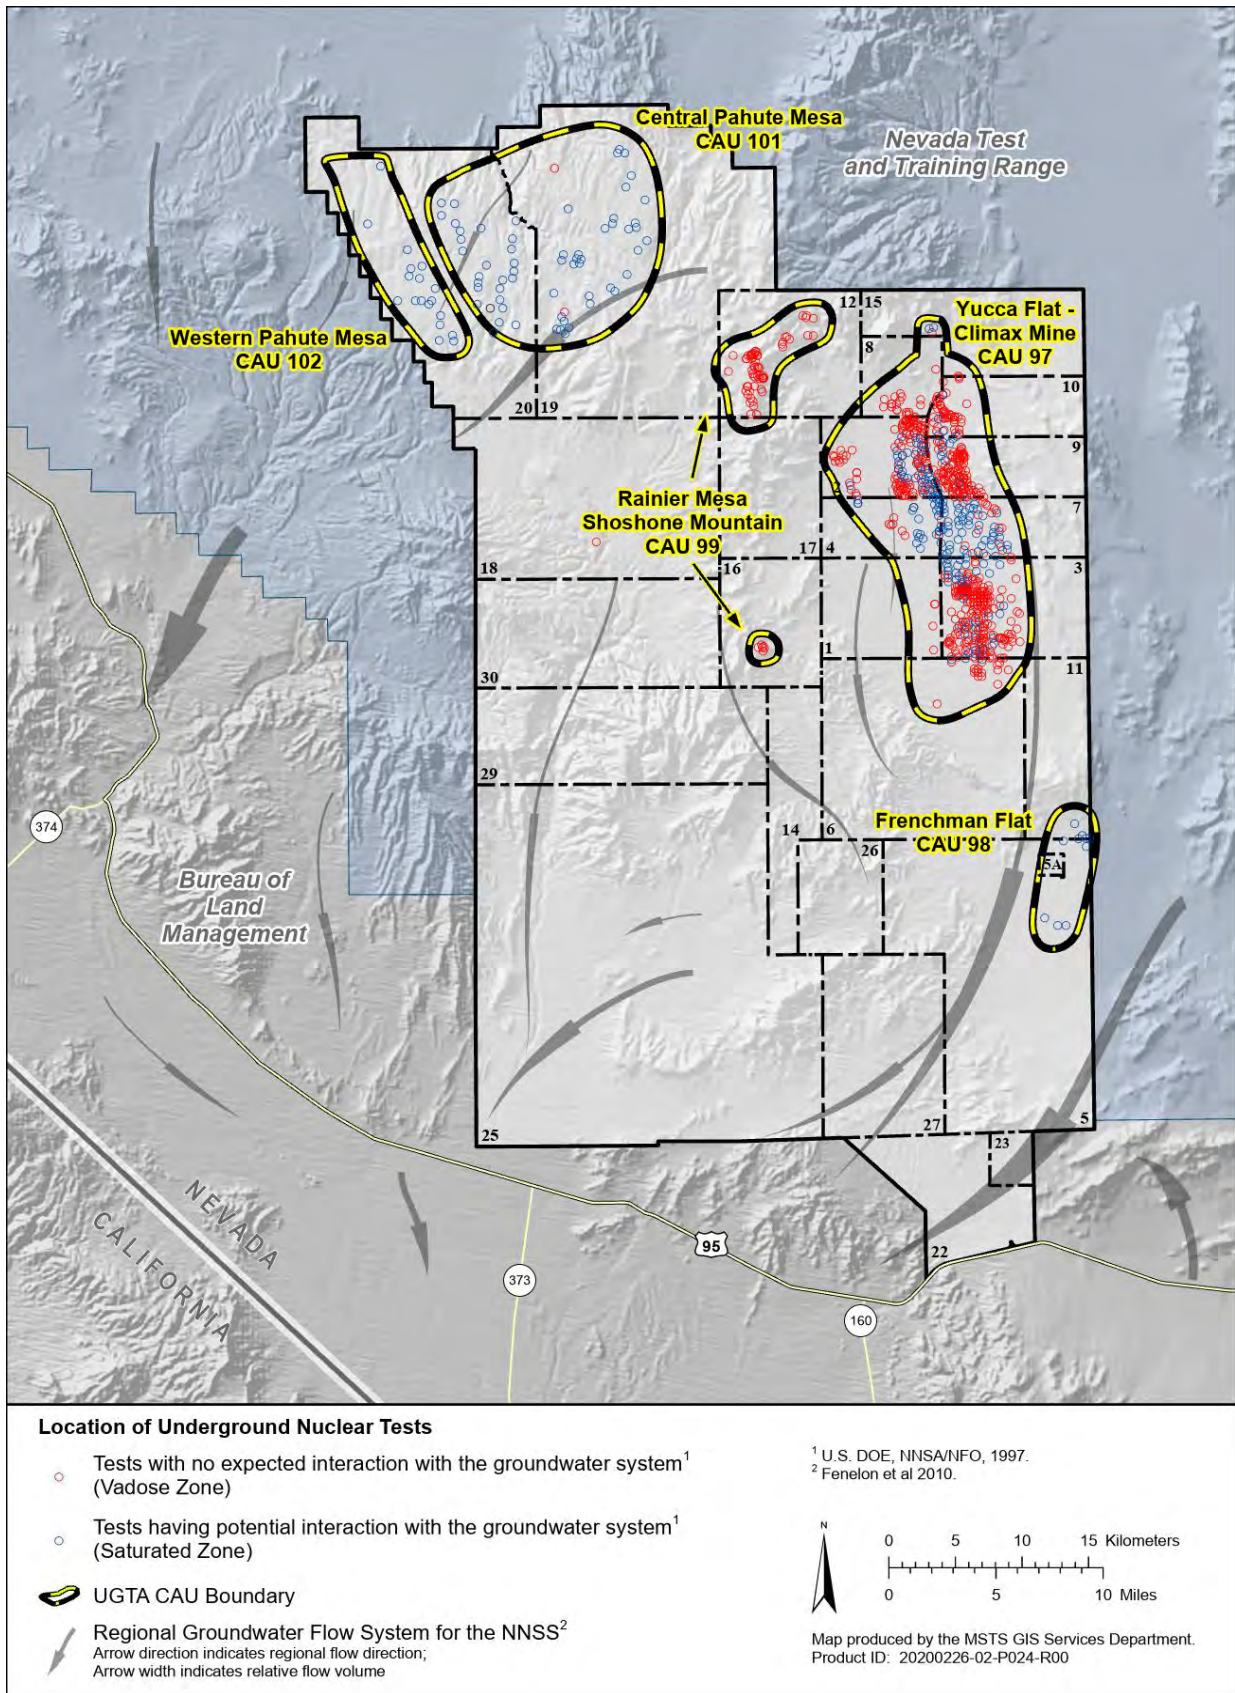 Central Pahute Mesa
CAU 101
Nevada Test
and Training Range
Western Pahute Mesa
CAU 102
12
15
Yucca Flat -
Climax Mine
CAU 97
8
10
20
19
9
7
Rainier Mesa
Shoshone Mountain
CAU 99
2
18
16
17
4
3
1
11
30
29
374
Bureau of
Land
Management
14
6
26
Frenchman Flat
CAU 98
5A
25
27
23
5
22
NEVADA
CALIFORNIA
95
373
160
Location of Underground Nuclear Tests
Tests with no expected interaction with the groundwater system¹
(Vadose Zone)
Tests having potential interaction with the groundwater system¹
(Saturated Zone)
UGTA CAU Boundary
Regional Groundwater Flow System for the NNSS²
Arrow direction indicates regional flow direction;
Arrow width indicates relative flow volume
¹ U.S. DOE, NNSA/NFO, 1997.
² Fenelon et al 2010.
N
0 5 10 15 Kilometers
0 5 10 Miles
Map produced by the MSTS GIS Services Department.
Product ID: 20200226-02-P024-R00